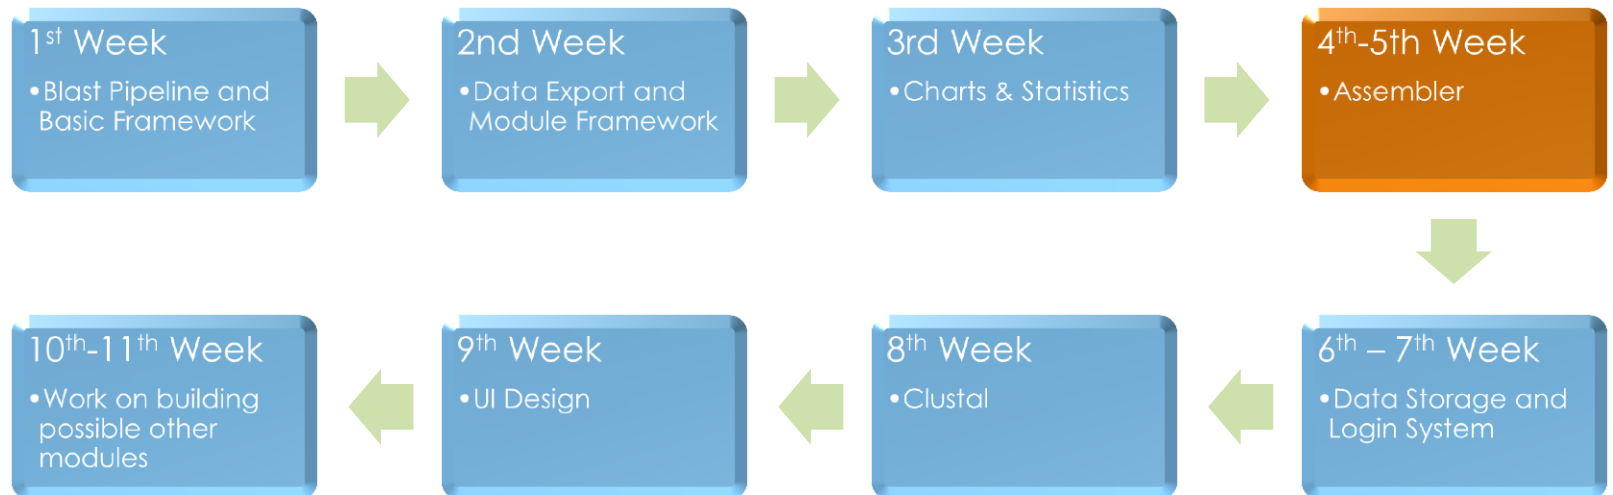 1st Week
•Blast Pipeline and
Basic Framework
2nd Week
•Data Export and
Module Framework
3rd Week
•Charts & Statistics
4th-5th Week
•Assembler
6th – 7th Week
•Data Storage and
Login System
8th Week
•Clustal
9th Week
•UI Design
10th-11th Week
•Work on building
possible other
modules